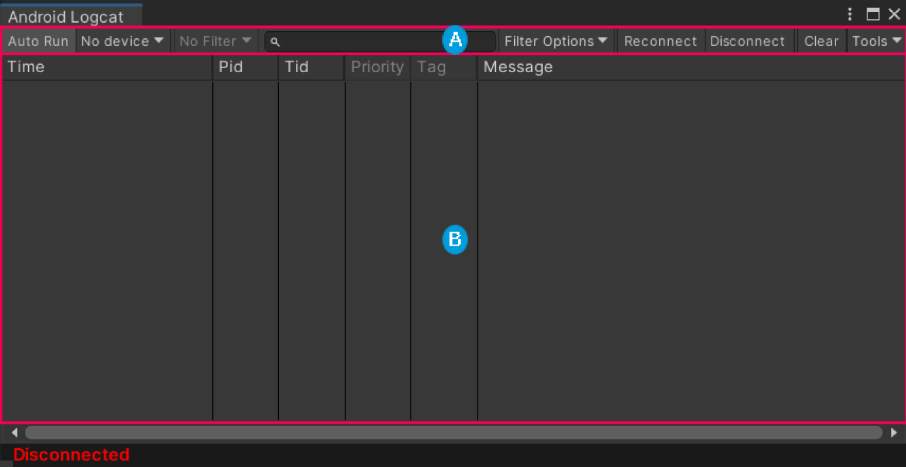 Android Logcat
Auto Run No device No Filter A Filter Options Reconnect Disconnect Clear Tools
Time Pid Tid Priority Tag Message
B
Disconnected